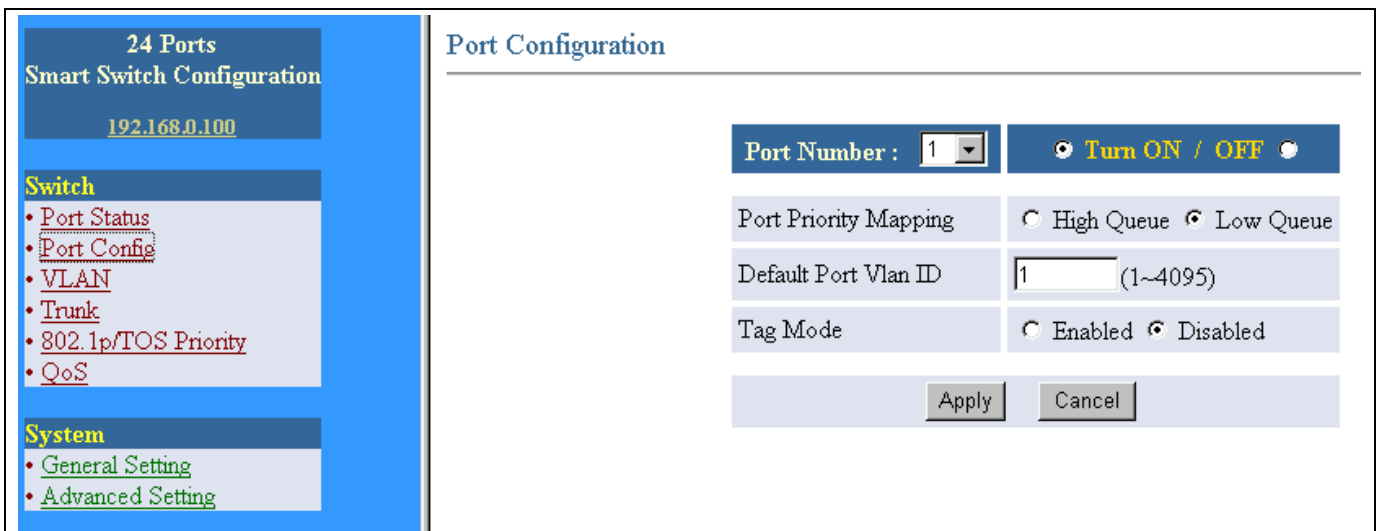 24 Ports
Smart Switch Configuration
192.168.0.100
Switch
• Port Status
• Port Config
• VLAN
• Trunk
• 802.1p/TOS Priority
• QoS
System
• General Setting
• Advanced Setting
Port Configuration
Port Number : 1 Turn ON / OFF
Port Priority Mapping High Queue Low Queue
Default Port Vlan ID 1 (1~4095)
Tag Mode Enabled Disabled
Apply Cancel